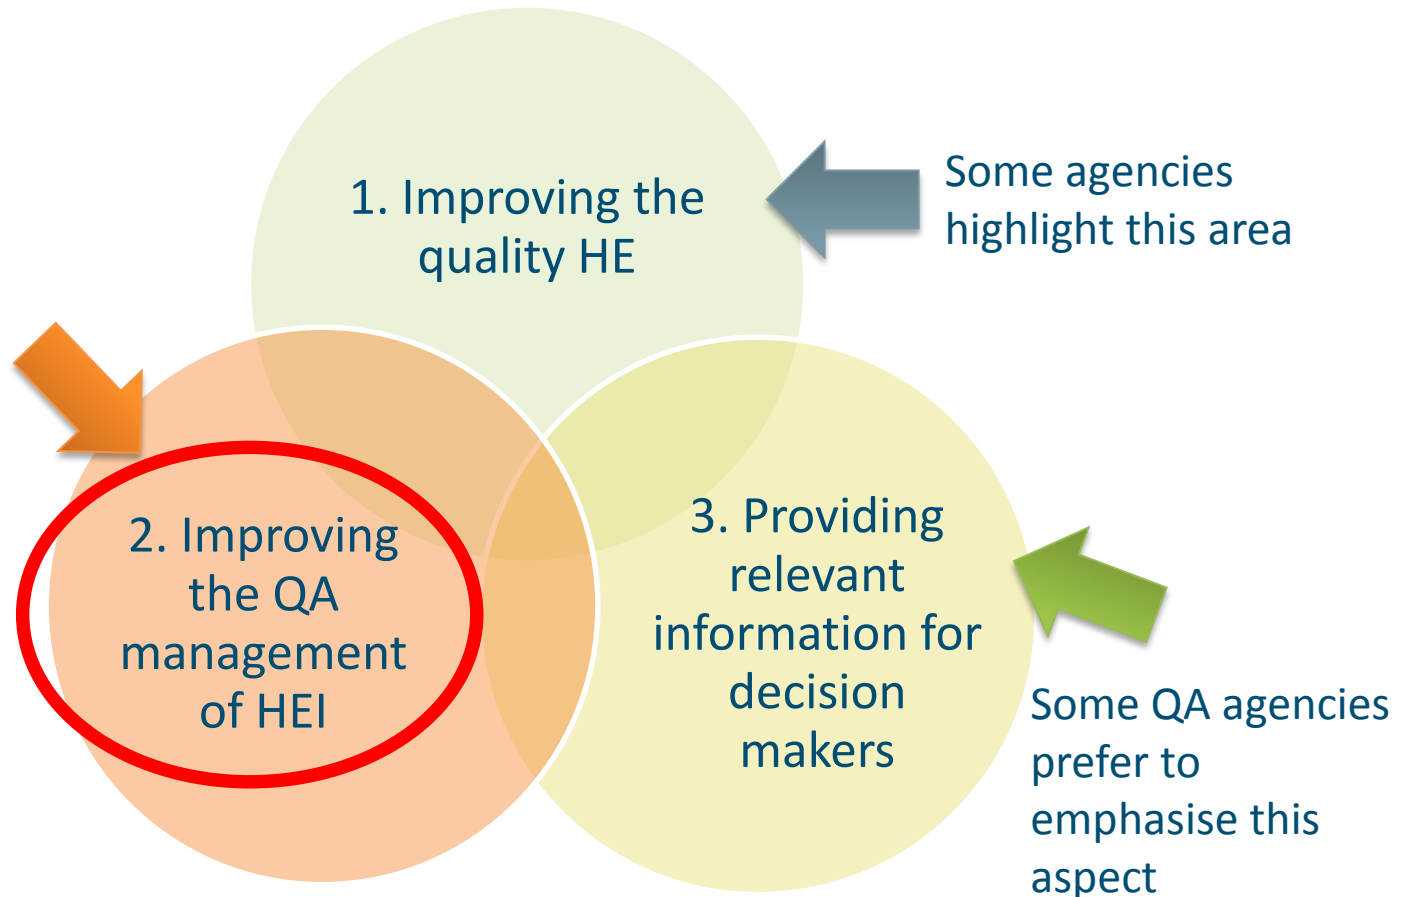 1. Improving the
quality HE
Some agencies
highlight this area
2. Improving
the QA
management
of HEI
3. Providing
relevant
information for
decision
makers
Some QA agencies
prefer to
emphasise this
aspect